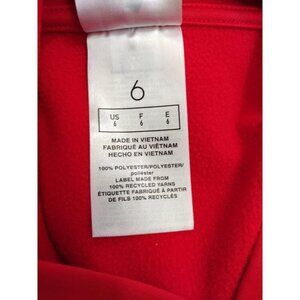 6
US F E
6 6 6
MADE IN VIETNAM
FABRIQUÉ AU VIÊTNAM
HECHO EN VIETNAM
100% POLYESTER/POLYESTER/
poliéster
LABEL MADE FROM
100% RECYCLED YARNS
ÉTIQUETTE FABRIQUÉ À PARTIR
DE FILS 100% RECYCLÉS